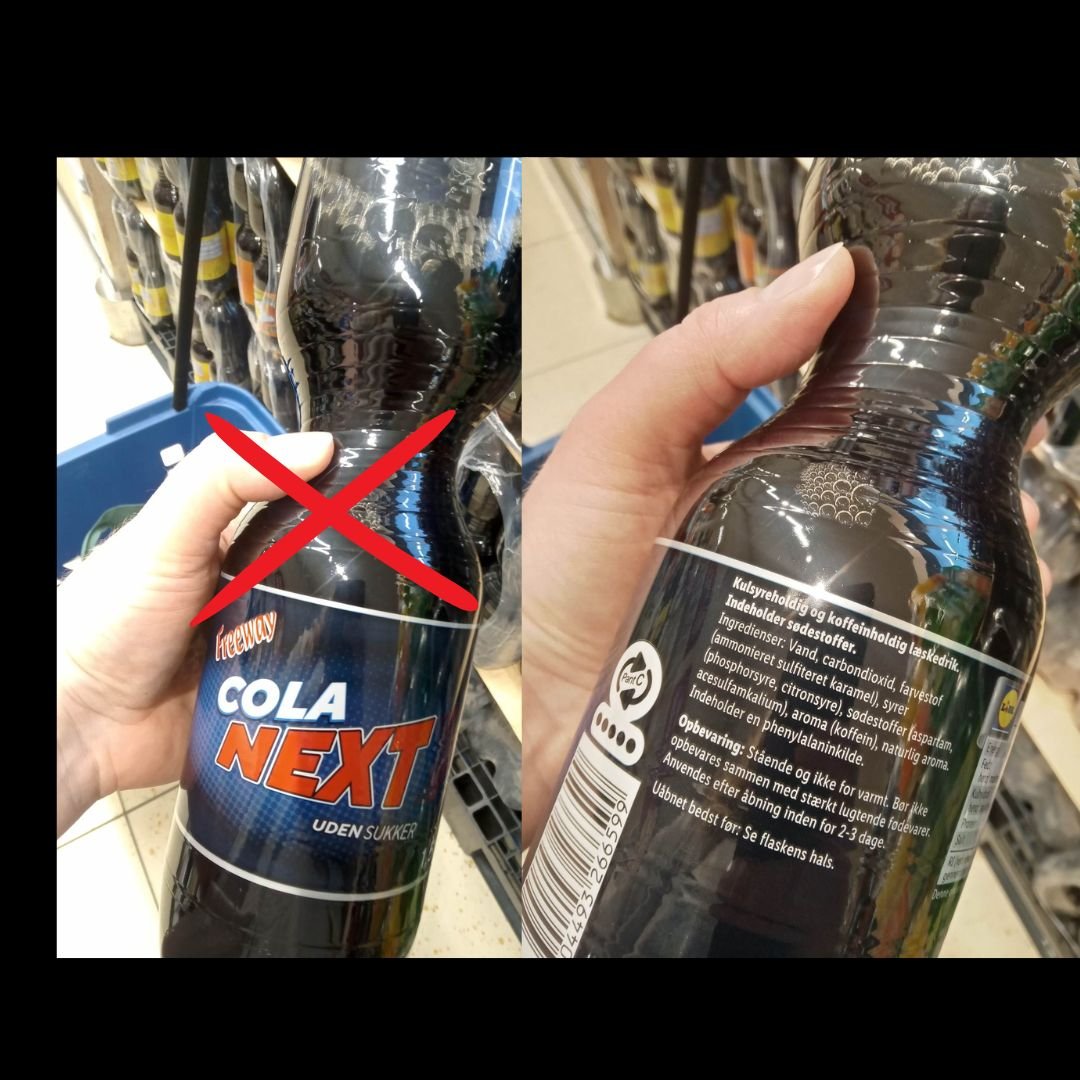 Freeway
COLA
NEXT
UDEN SUKKER
Kulsyreholdig og koffeinholdig læskedrik.
Indeholder sødestoffer.
Ingredienser: Vand, carbondioxid, farvestof
(ammonieret sulfiteret karamel), syrer
(phosphorsyre, citronsyre), sødestoffer (aspartam,
acesulfamkalium), aroma (koffein), naturlig aroma.
Indeholder en phenylalaninkilde.
Opbevaring: Stående og ikke for varmt. Bør ikke
opbevares sammen med stærkt lugtende fødevarer.
Anvendes efter åbning inden for 2-3 dage.
Uåbnet bedst før: Se flaskens hals.
Pant C
04493 266599